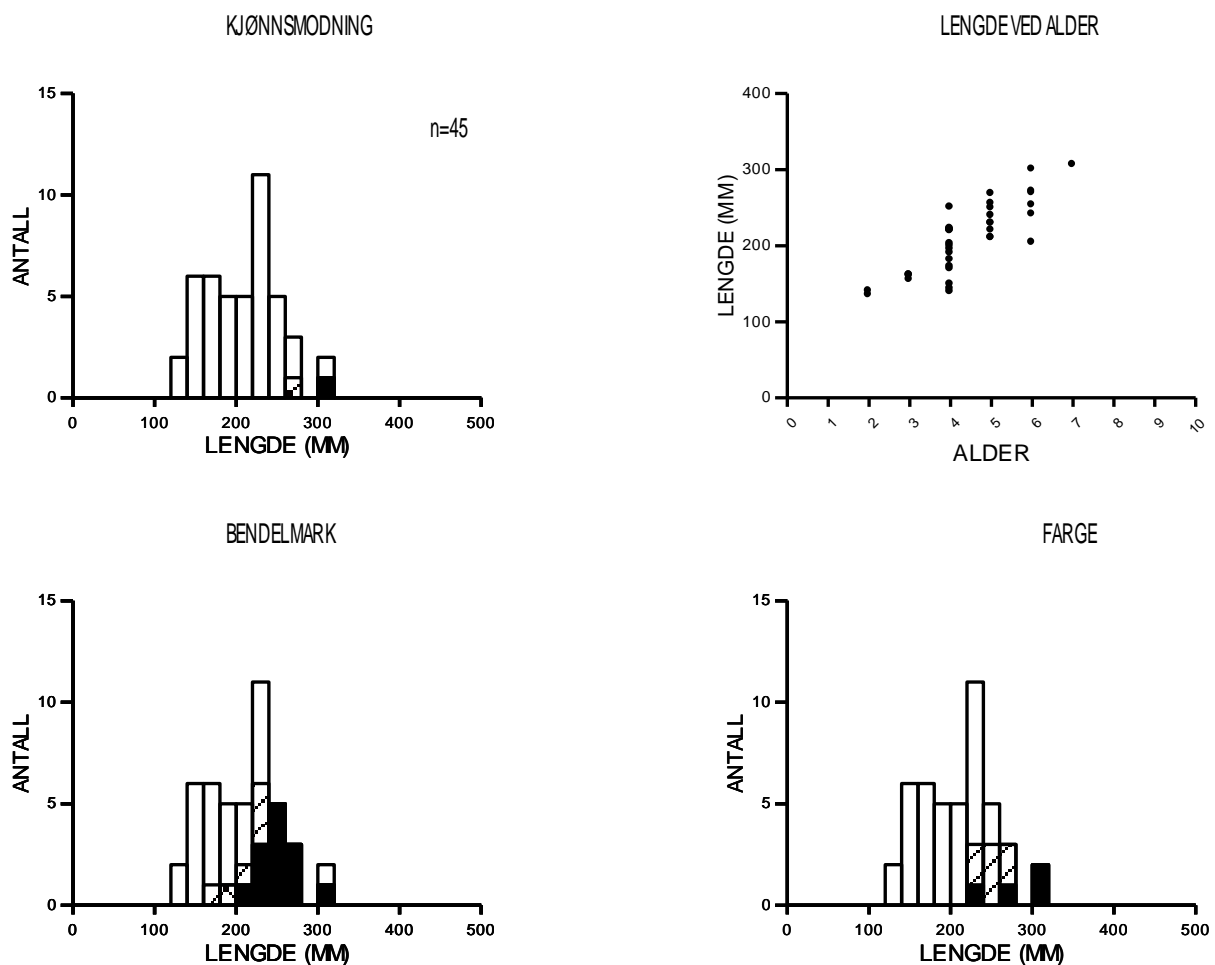 KJØNNSMODNING
15
10
5
0
ANTALL
n=45
0 100 200 300 400 500
LENGDE (MM)
LENGDE VED ALDER
400
300
200
100
0
LENGDE (MM)
0 1 2 3 4 5 6 7 8 9 10
ALDER
BENDELMARK
15
10
5
0
ANTALL
0 100 200 300 400 500
LENGDE (MM)
FARGE
15
10
5
0
ANTALL
0 100 200 300 400 500
LENGDE (MM)